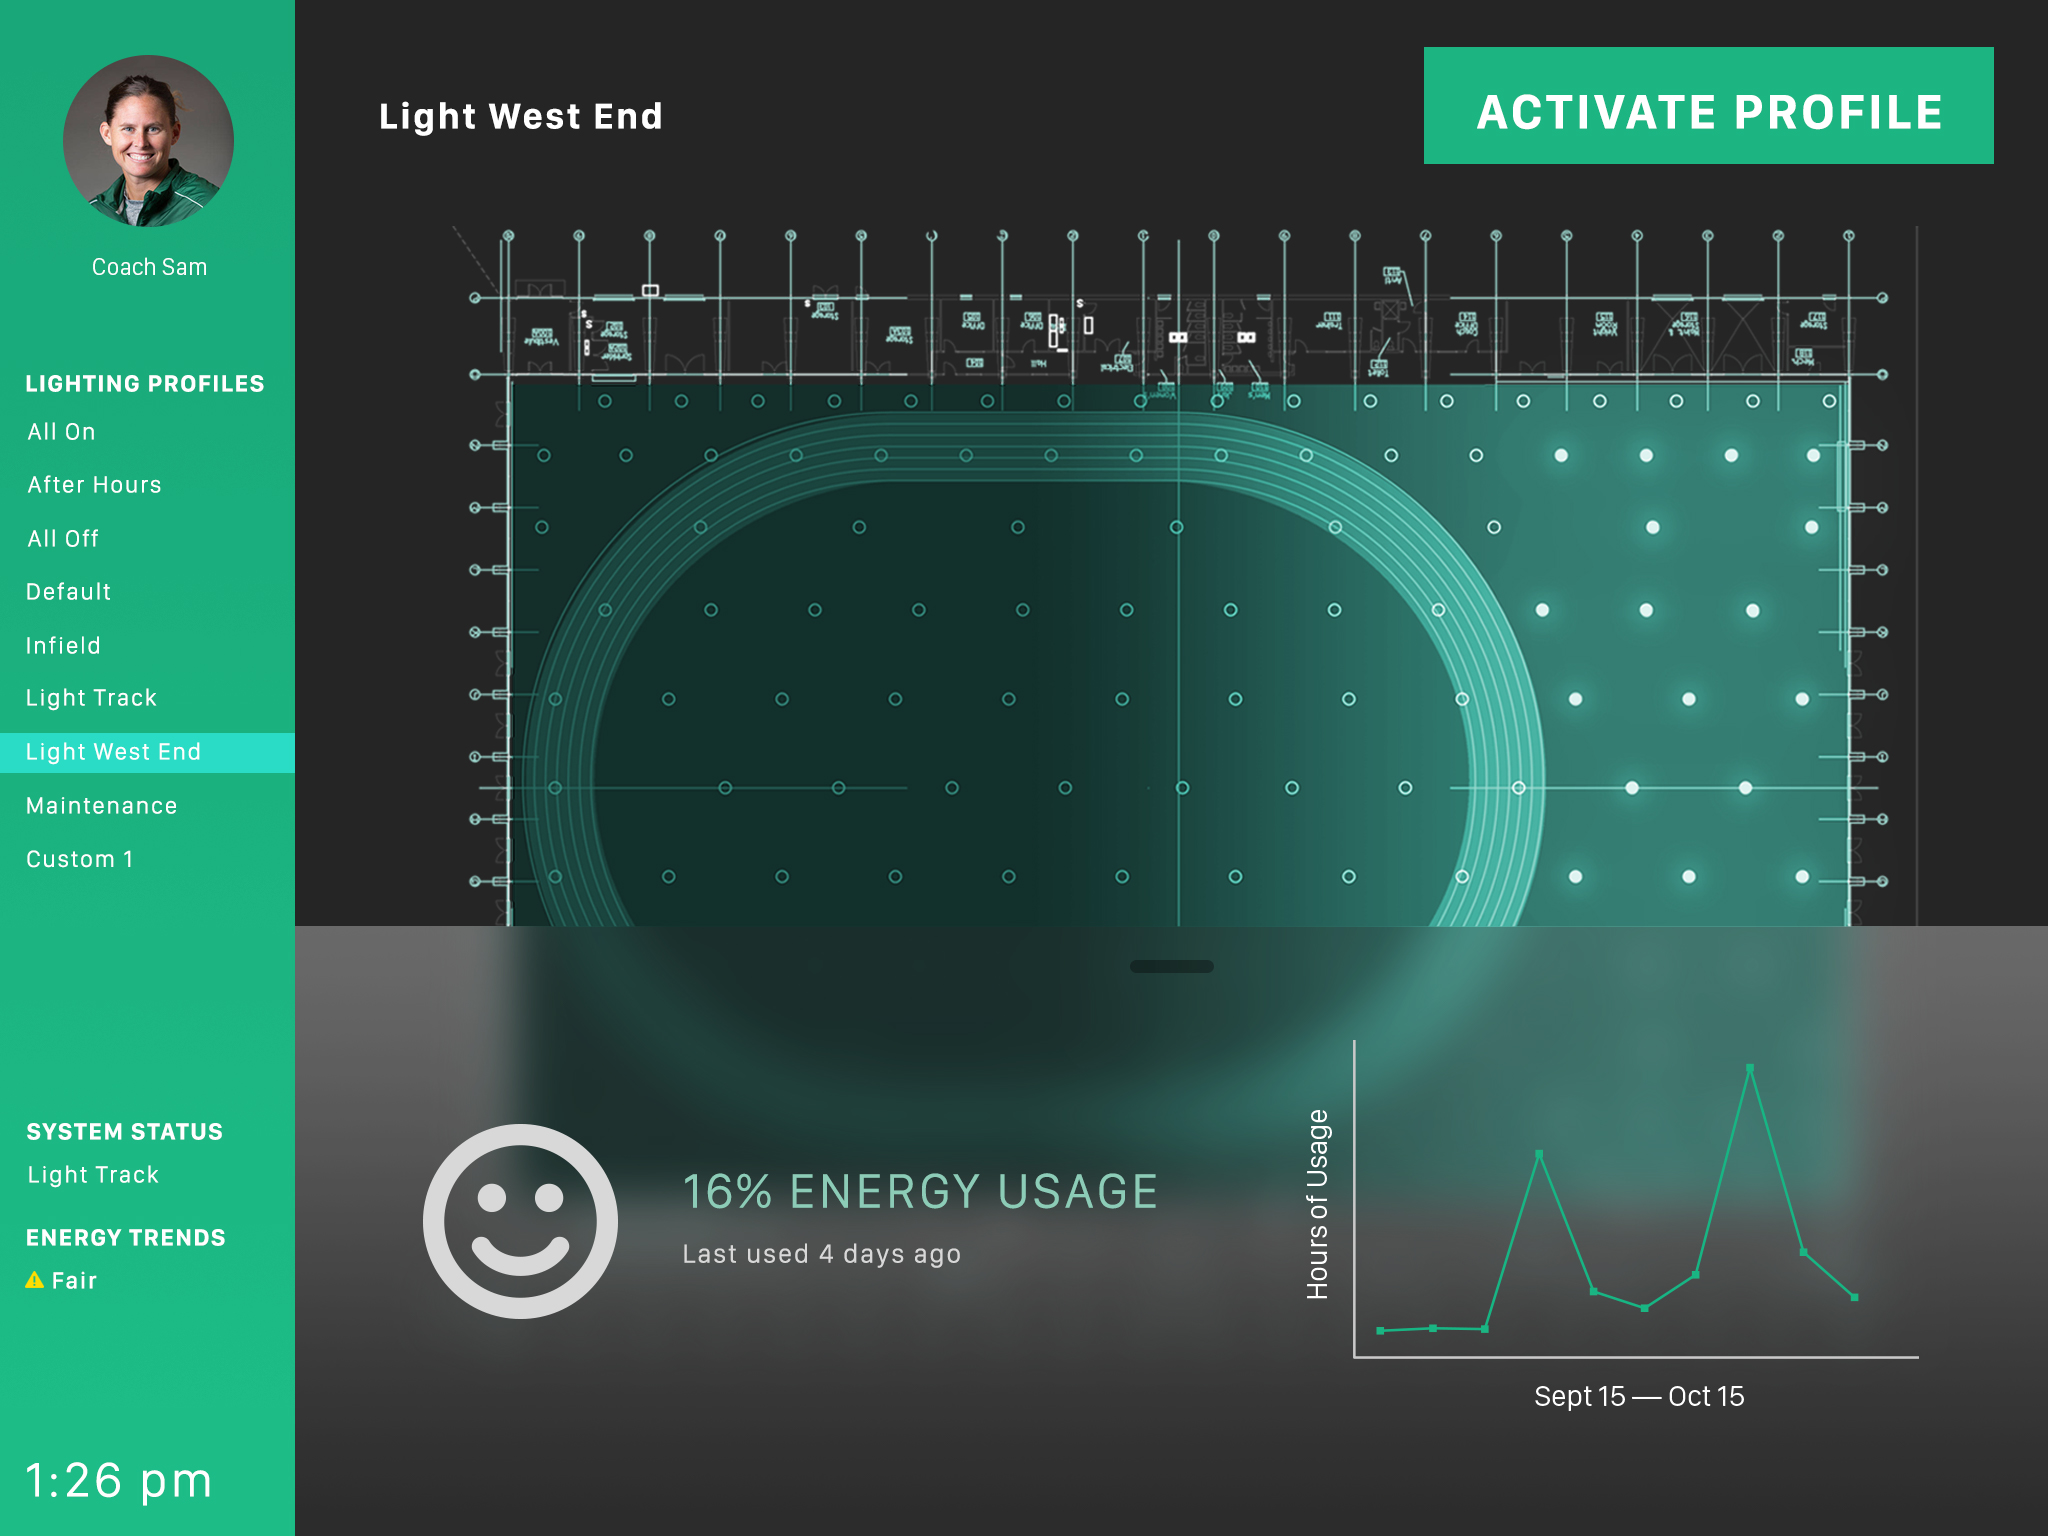 Coach Sam
LIGHTING PROFILES
All On
After Hours
All Off
Default
Infield
Light Track
Light West End
Maintenance
Custom 1
SYSTEM STATUS
Light Track
ENERGY TRENDS
Fair
1:26 pm
Light West End
ACTIVATE PROFILE
16% ENERGY USAGE
Last used 4 days ago
Hours of Usage
Sept 15 — Oct 15